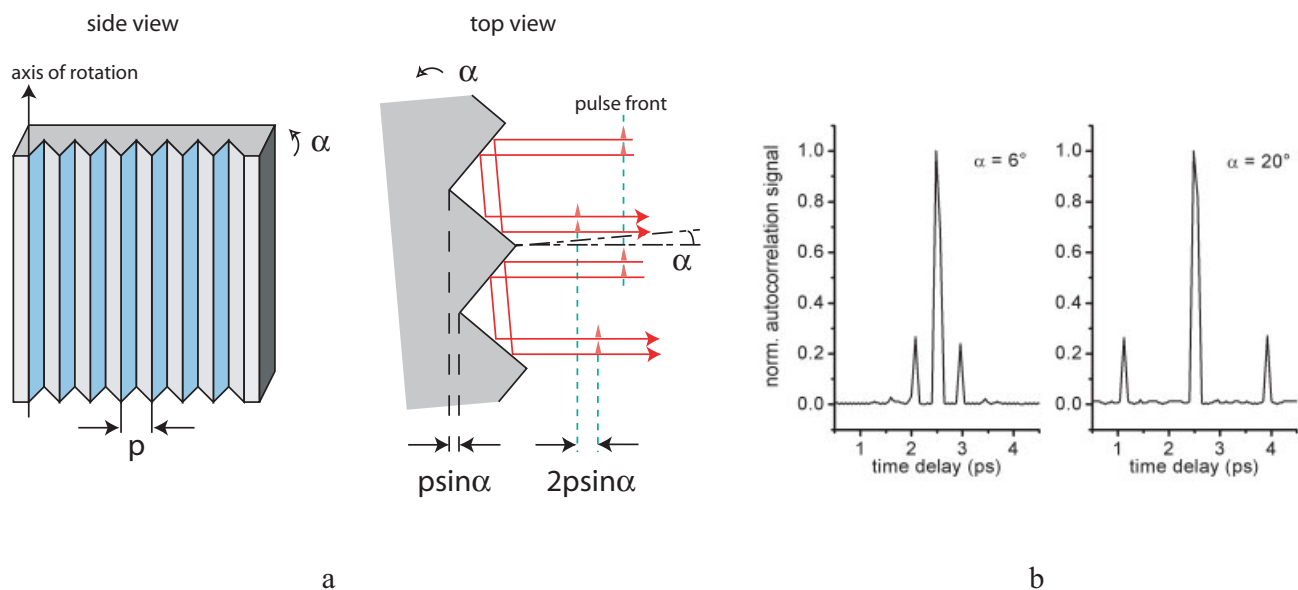 side view
top view
axis of rotation
α
α
pulse front
α
p
psinα
2psinα
a
norm. autocorrelation signal
1.0
0.8
0.6
0.4
0.2
0.0
α = 6°
1 2 3 4
time delay (ps)
1.0
0.8
0.6
0.4
0.2
0.0
α = 20°
1 2 3 4
time delay (ps)
b